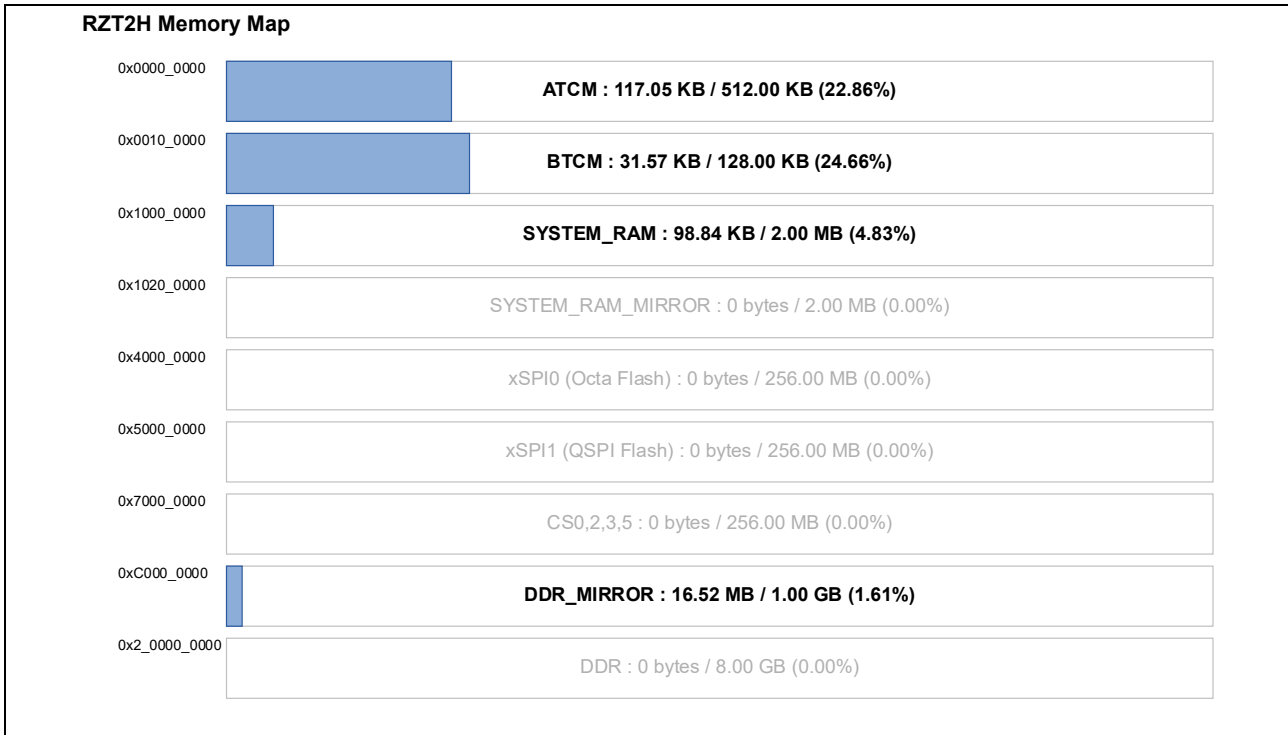 RZT2H Memory Map
0x0000_0000
ATCM : 117.05 KB / 512.00 KB (22.86%)
0x0010_0000
BTCM : 31.57 KB / 128.00 KB (24.66%)
0x1000_0000
SYSTEM_RAM : 98.84 KB / 2.00 MB (4.83%)
0x1020_0000
SYSTEM_RAM_MIRROR : 0 bytes / 2.00 MB (0.00%)
0x4000_0000
xSPI0 (Octa Flash) : 0 bytes / 256.00 MB (0.00%)
0x5000_0000
xSPI1 (QSPI Flash) : 0 bytes / 256.00 MB (0.00%)
0x7000_0000
CS0,2,3,5 : 0 bytes / 256.00 MB (0.00%)
0xC000_0000
DDR_MIRROR : 16.52 MB / 1.00 GB (1.61%)
0x2_0000_0000
DDR : 0 bytes / 8.00 GB (0.00%)